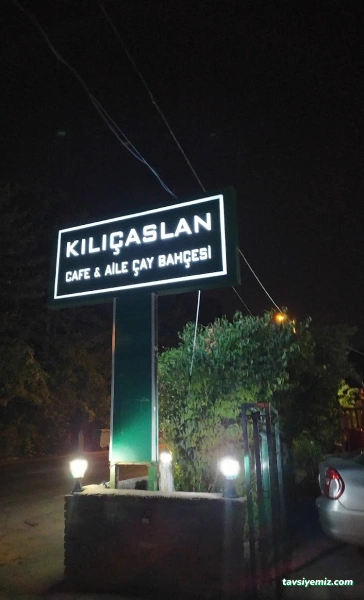 KILIÇASLAN
CAFE & AİLE ÇAY BAHÇESİ
tavsiyemiz.com